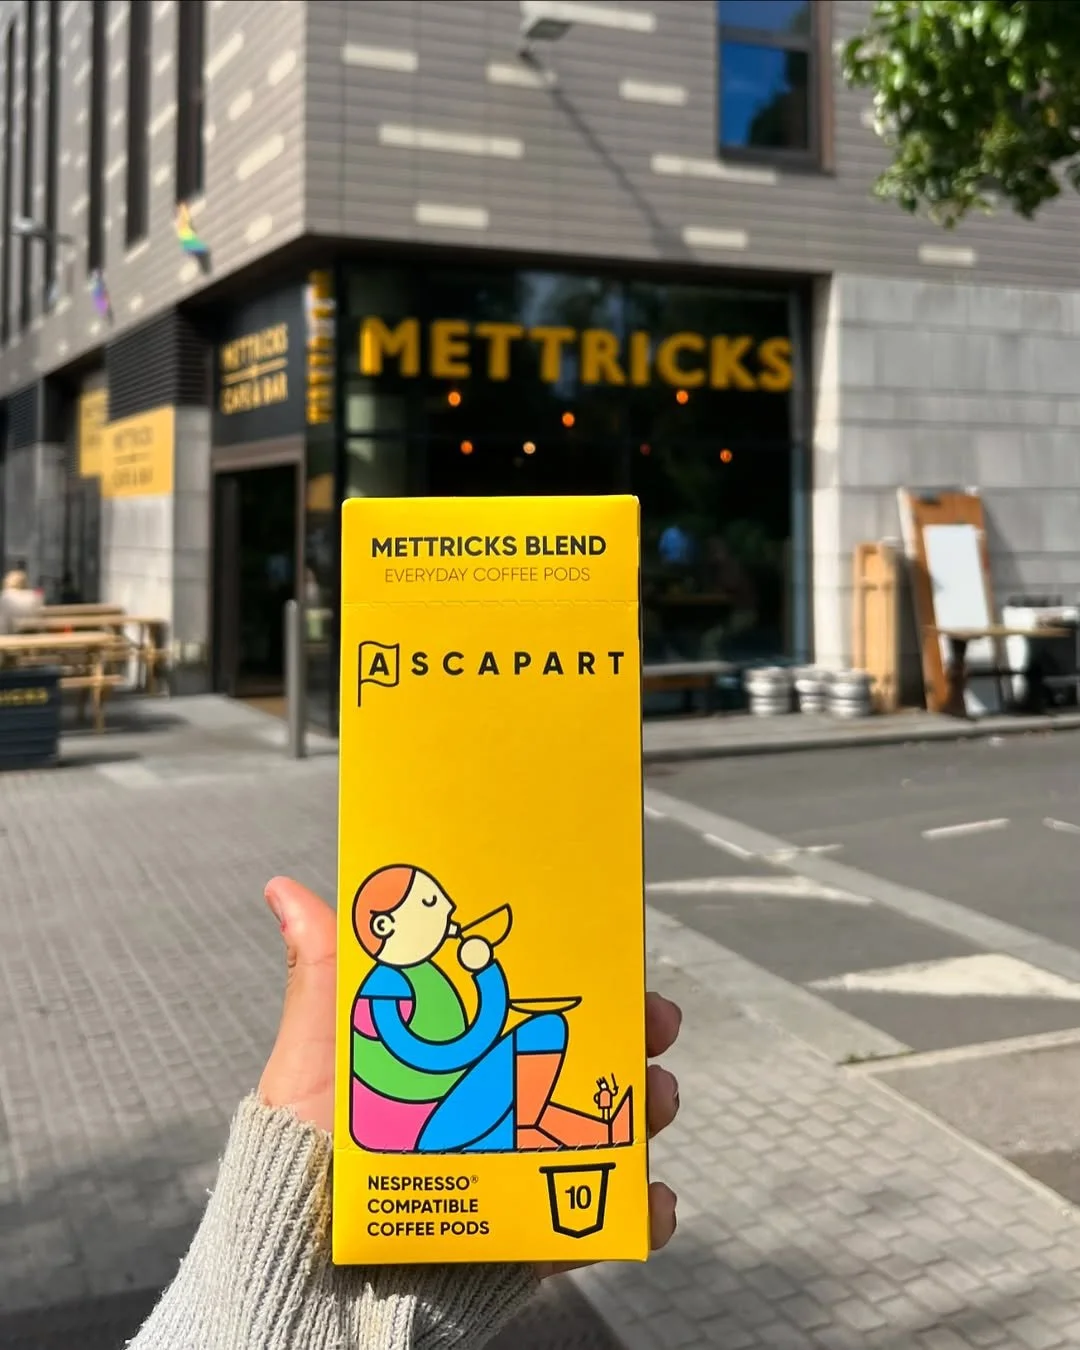 METTRICKS
METTRICKS
CAFE & BAR
METTRICKS BLEND
EVERYDAY COFFEE PODS
ASCAPART
NESPRESSO®
COMPATIBLE
COFFEE PODS
10